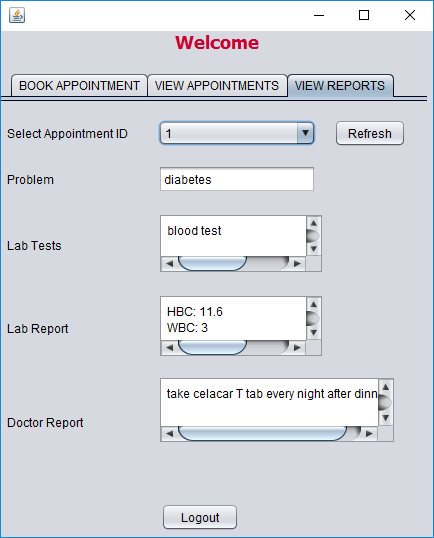 Welcome
BOOK APPOINTMENT VIEW APPOINTMENTS VIEW REPORTS
Select Appointment ID 1 Refresh
Problem diabetes
Lab Tests blood test
Lab Report HBC: 11.6
WBC: 3
Doctor Report take celacar T tab every night after dinn
Logout